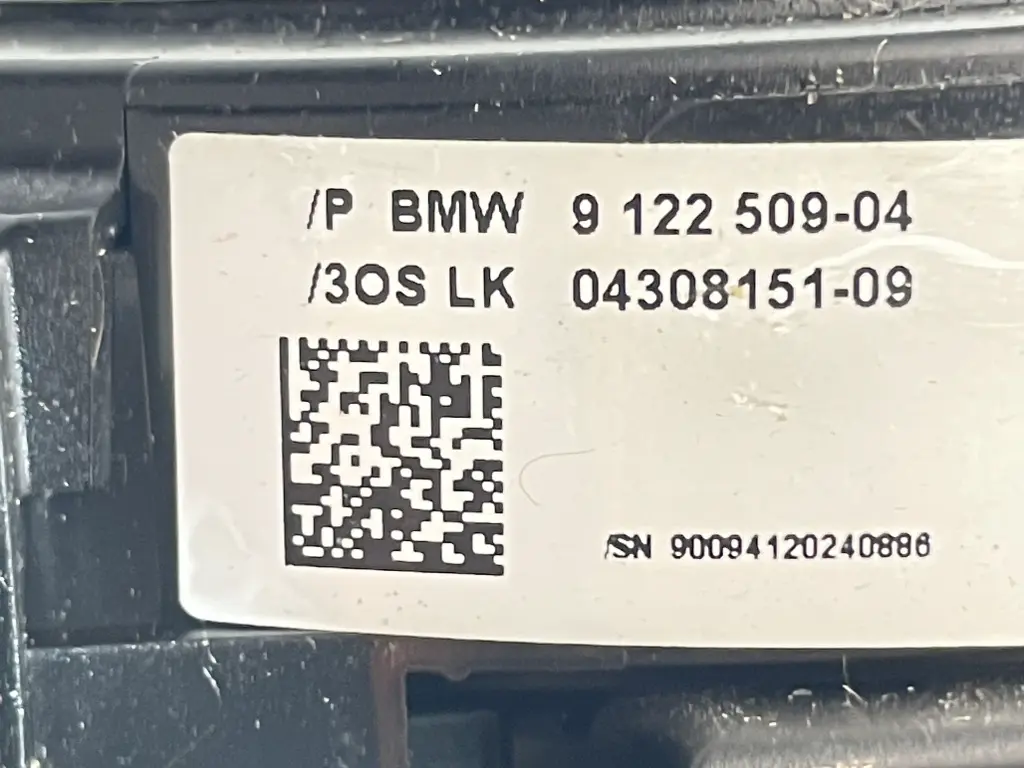 /P BMW 9 122 509-04
/3OS LK 04308151-09
/SN 90094120240886